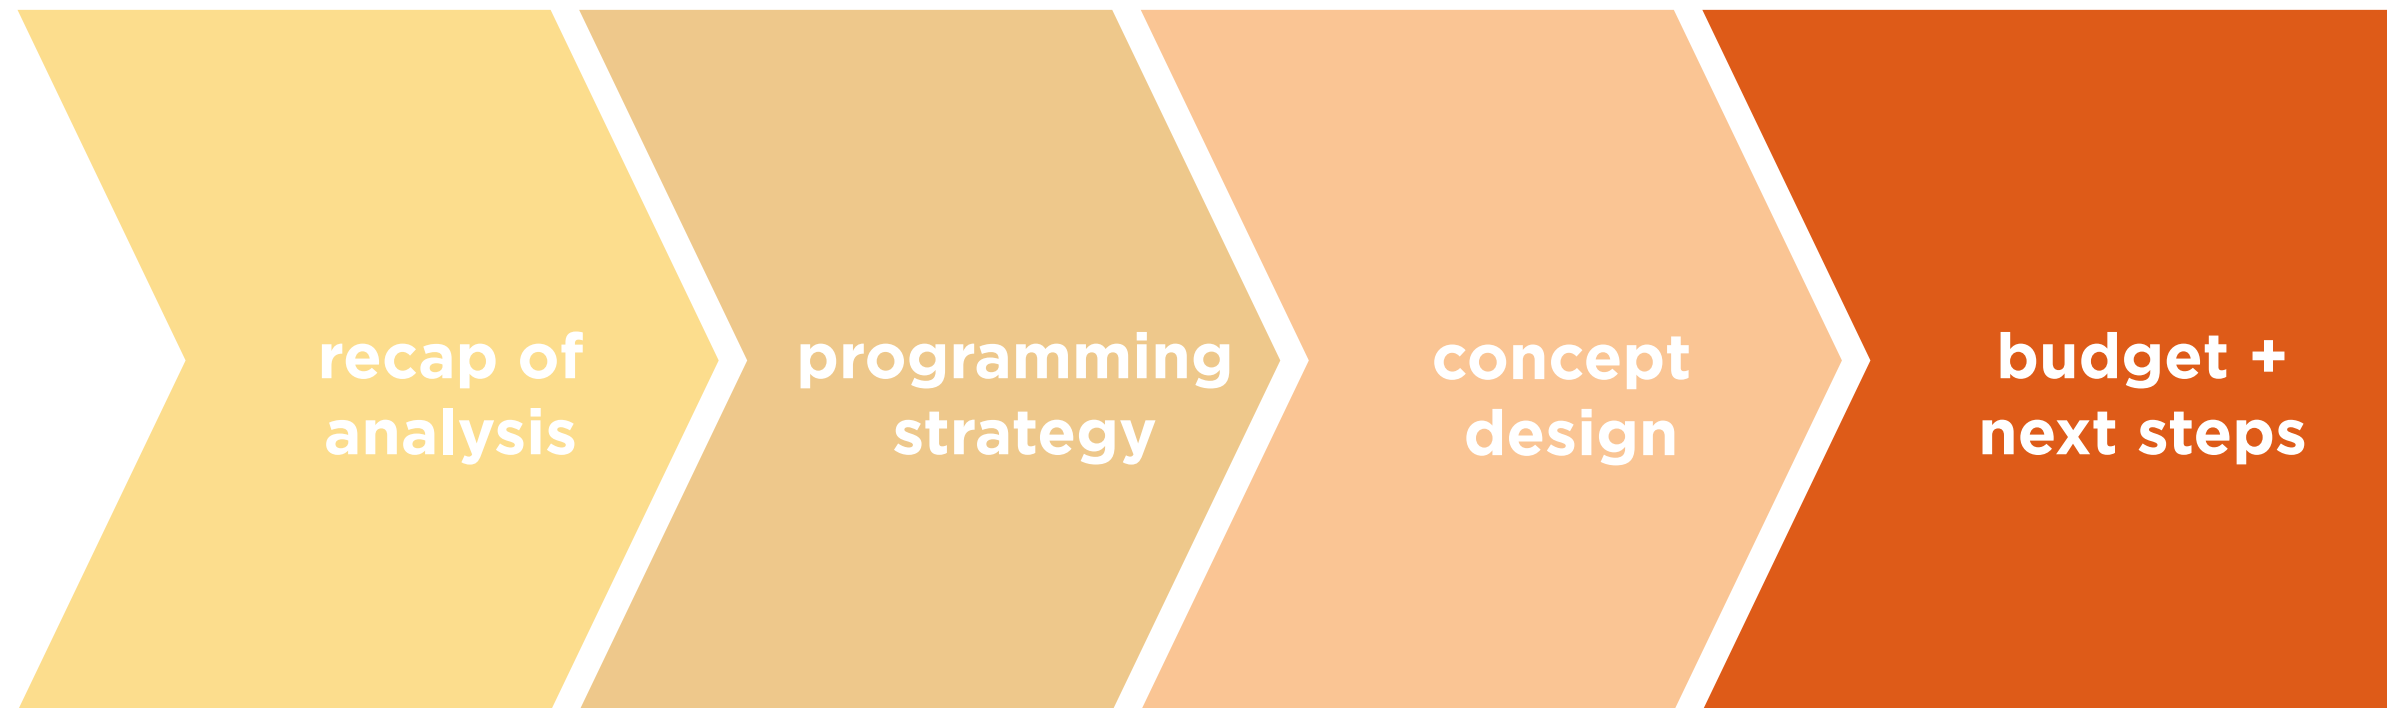 recap of
analysis
programming
strategy
concept
design
budget +
next steps